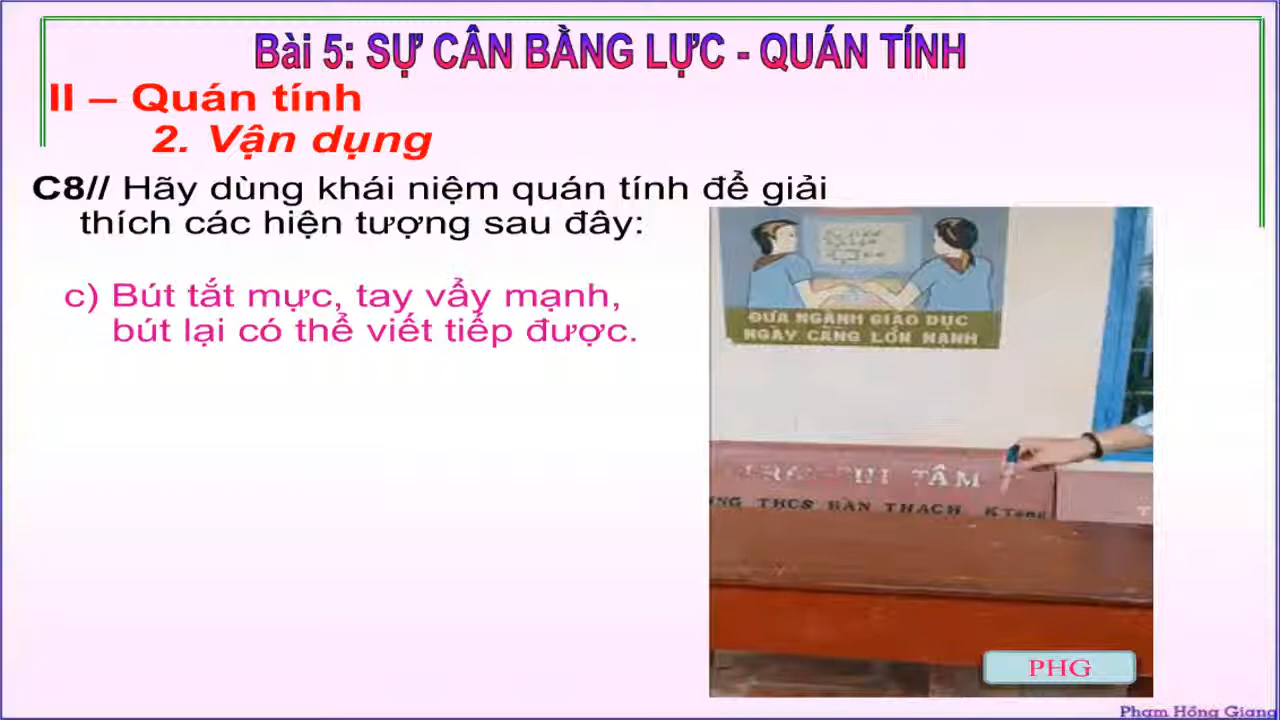 Bài 5: SỰ CÂN BẰNG LỰC - QUÁN TÍNH
II – Quán tính
2. Vận dụng
C8// Hãy dùng khái niệm quán tính để giải
thích các hiện tượng sau đây:
c) Bút tắt mực, tay vẩy mạnh,
bút lại có thể viết tiếp được.
ĐƯA NGÀNH GIÁO DỤC
NGÀY CÀNG LỚN MẠNH
TÂM
THCS BÀN THẠCH
PHG
Phạm Hồng Giang